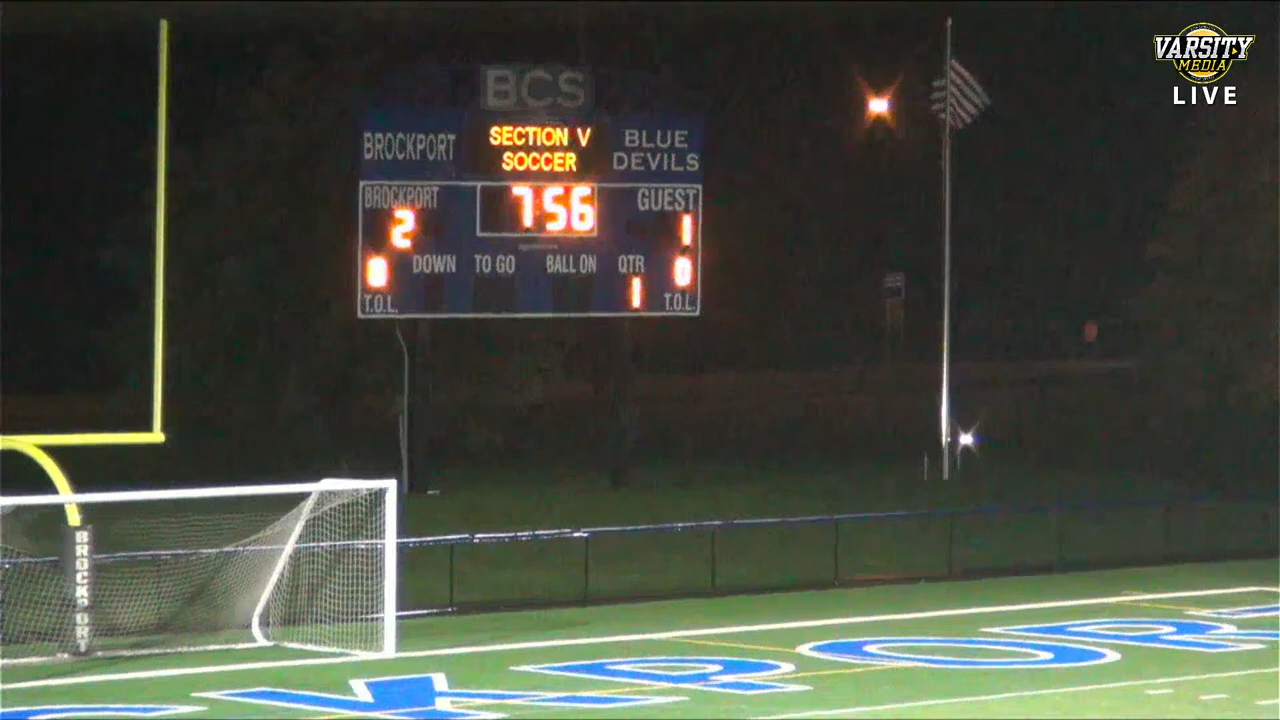 VARSITY
MEDIA
LIVE
BCS
BROCKPORT
SECTION V
SOCCER
BLUE
DEVILS
BROCKPORT
7:56
GUEST
2
1
DOWN
TO GO
BALL ON
QTR
0
1
0
T.O.L.
T.O.L.
BROCKPORT
CKPORT